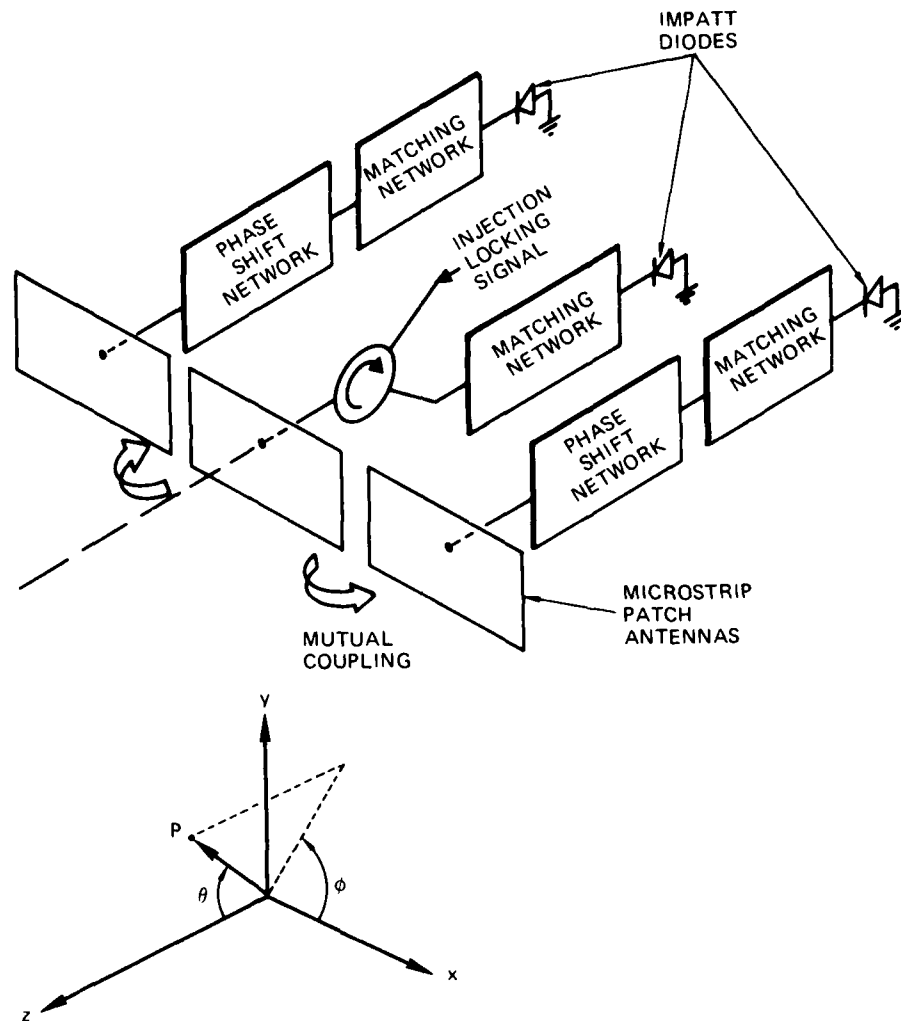 IMPATT
DIODES
MATCHING
NETWORK
PHASE
SHIFT
NETWORK
INJECTION
LOCKING
SIGNAL
MATCHING
NETWORK
MATCHING
NETWORK
PHASE
SHIFT
NETWORK
MICROSTRIP
PATCH
ANTENNAS
MUTUAL
COUPLING
y
P
θ
ϕ
x
z